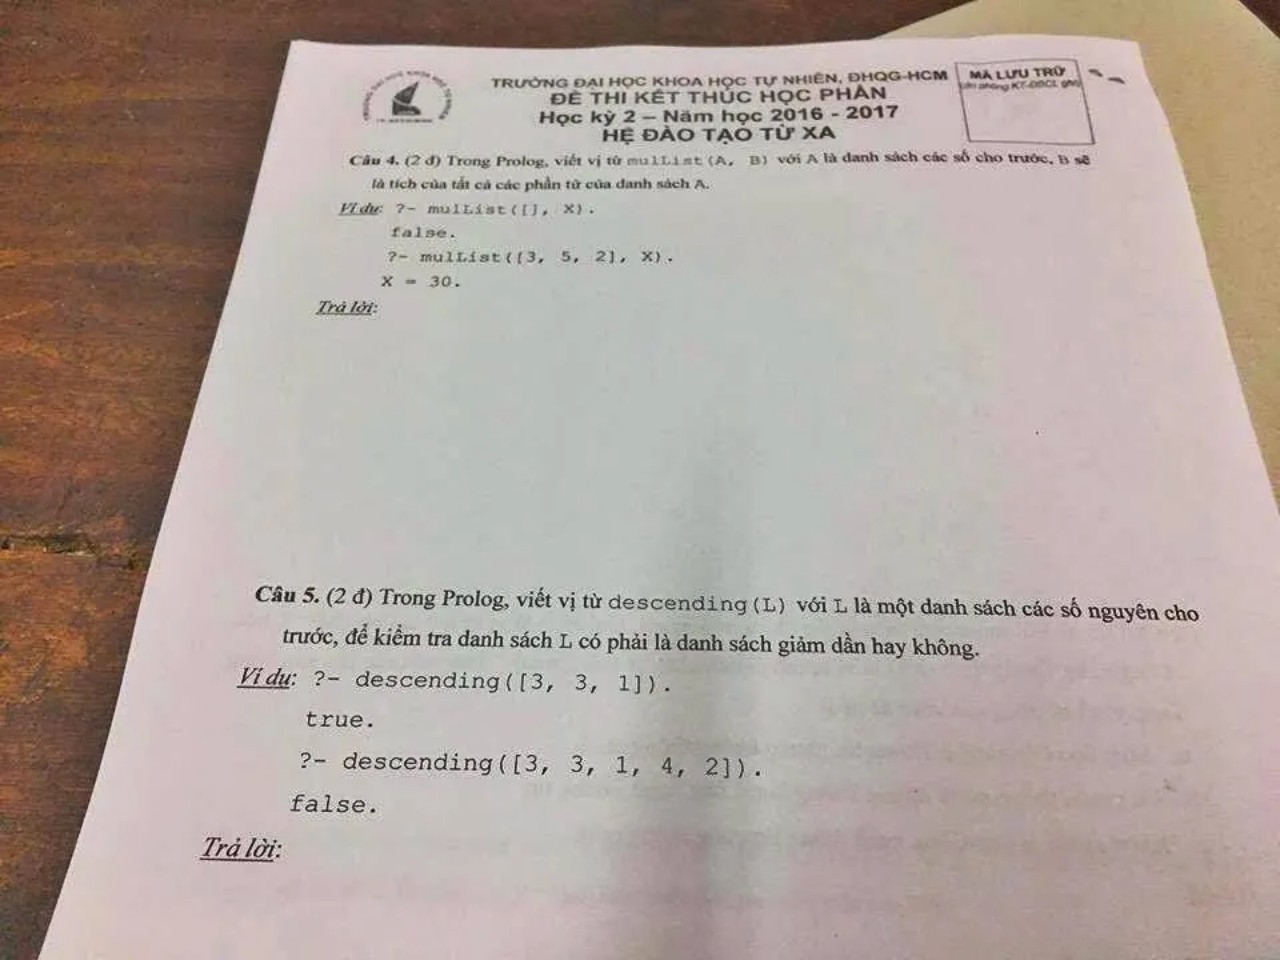 TRƯỜNG ĐẠI HỌC KHOA HỌC TỰ NHIÊN, ĐHQG-HCM
ĐỀ THI KẾT THÚC HỌC PHẦN
Học kỳ 2 – Năm học 2016 - 2017
HỆ ĐÀO TẠO TỪ XA
MÃ LƯU TRỮ
Câu 4. (2 đ) Trong Prolog, viết vị từ mulList(A, B) với A là danh sách các số cho trước, B sẽ
là tích của tất cả các phần tử của danh sách A.
Ví dụ: ?- mulList([], X).
false.
?- mulList([3, 5, 2], X).
X = 30.
Trả lời:
Câu 5. (2 đ) Trong Prolog, viết vị từ descending(L) với L là một danh sách các số nguyên cho
trước, để kiểm tra danh sách L có phải là danh sách giảm dần hay không.
Ví dụ: ?- descending([3, 3, 1]).
true.
?- descending([3, 3, 1, 4, 2]).
false.
Trả lời: